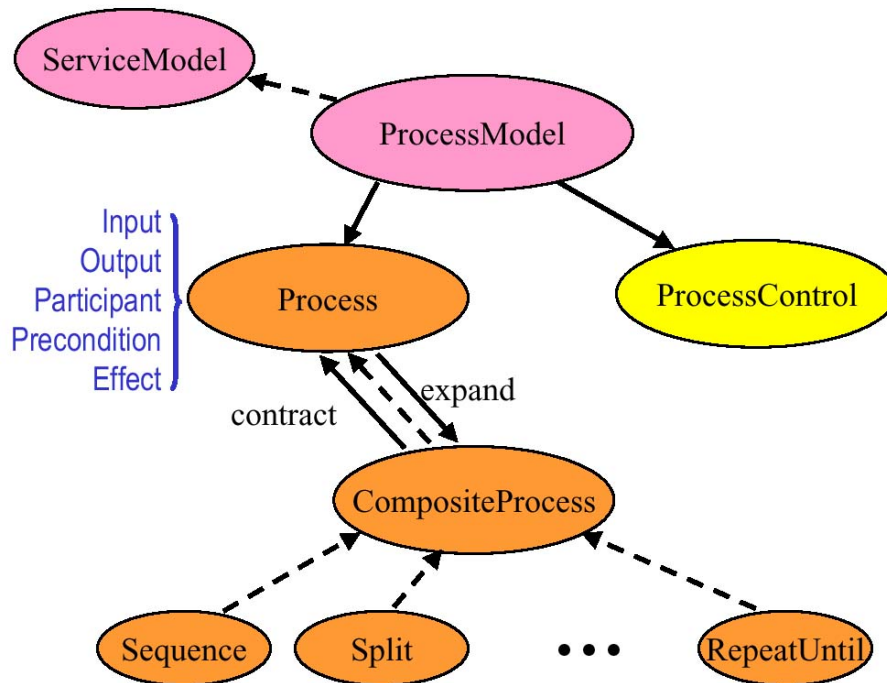 ServiceModel
ProcessModel
Input
Output
Participant
Precondition
Effect
Process
ProcessControl
expand
contract
CompositeProcess
Sequence
Split
RepeatUntil